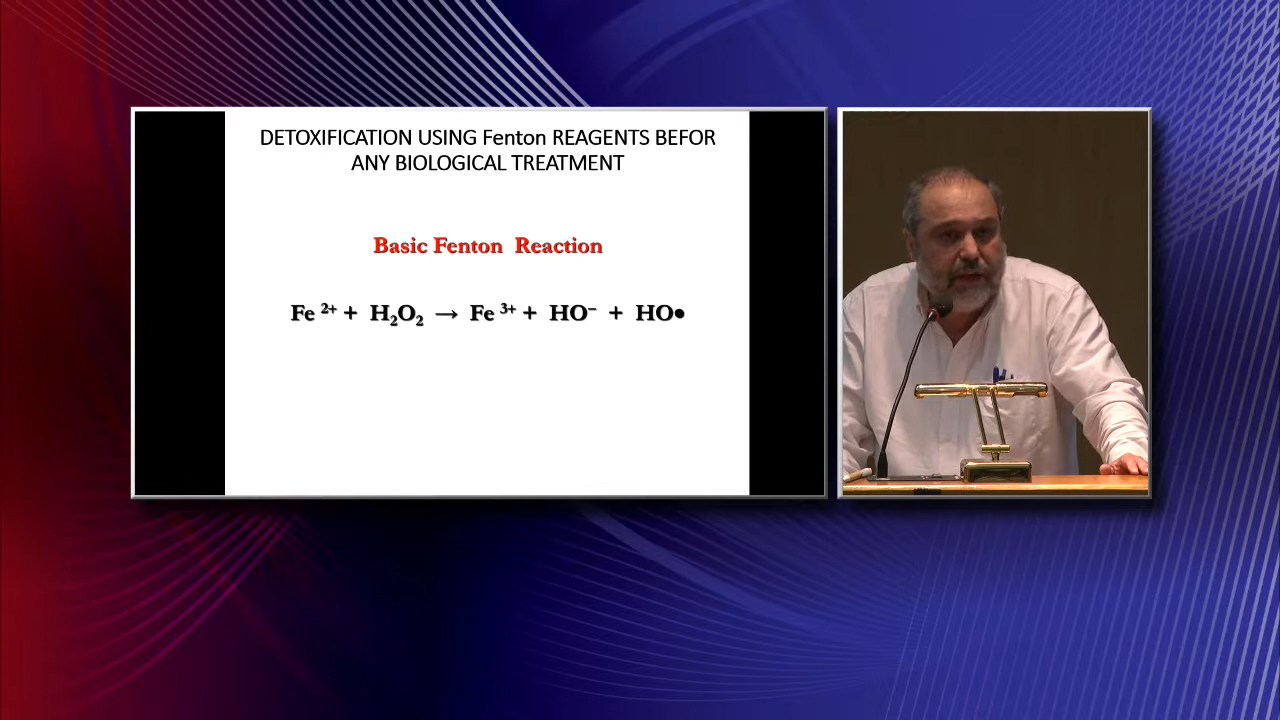 DETOXIFICATION USING Fenton REAGENTS BEFOR
ANY BIOLOGICAL TREATMENT
Basic Fenton Reaction
Fe ²⁺ + H₂O₂ → Fe ³⁺ + HO⁻ + HO•